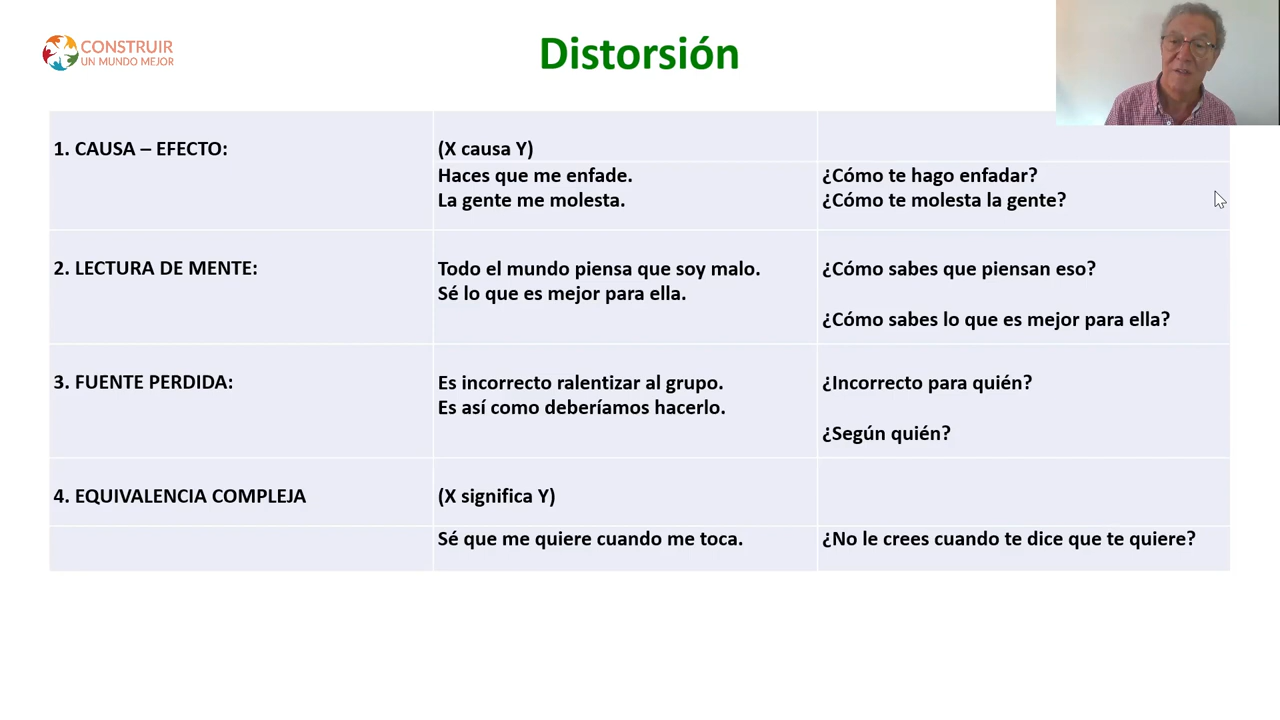 CONSTRUIR
UN MUNDO MEJOR
Distorsión
1. CAUSA – EFECTO:
(X causa Y)
Haces que me enfade.
¿Cómo te hago enfadar?
La gente me molesta.
¿Cómo te molesta la gente?
2. LECTURA DE MENTE:
Todo el mundo piensa que soy malo.
¿Cómo sabes que piensan eso?
Sé lo que es mejor para ella.
¿Cómo sabes lo que es mejor para ella?
3. FUENTE PERDIDA:
Es incorrecto ralentizar al grupo.
¿Incorrecto para quién?
Es así como deberíamos hacerlo.
¿Según quién?
4. EQUIVALENCIA COMPLEJA
(X significa Y)
Sé que me quiere cuando me toca.
¿No le crees cuando te dice que te quiere?